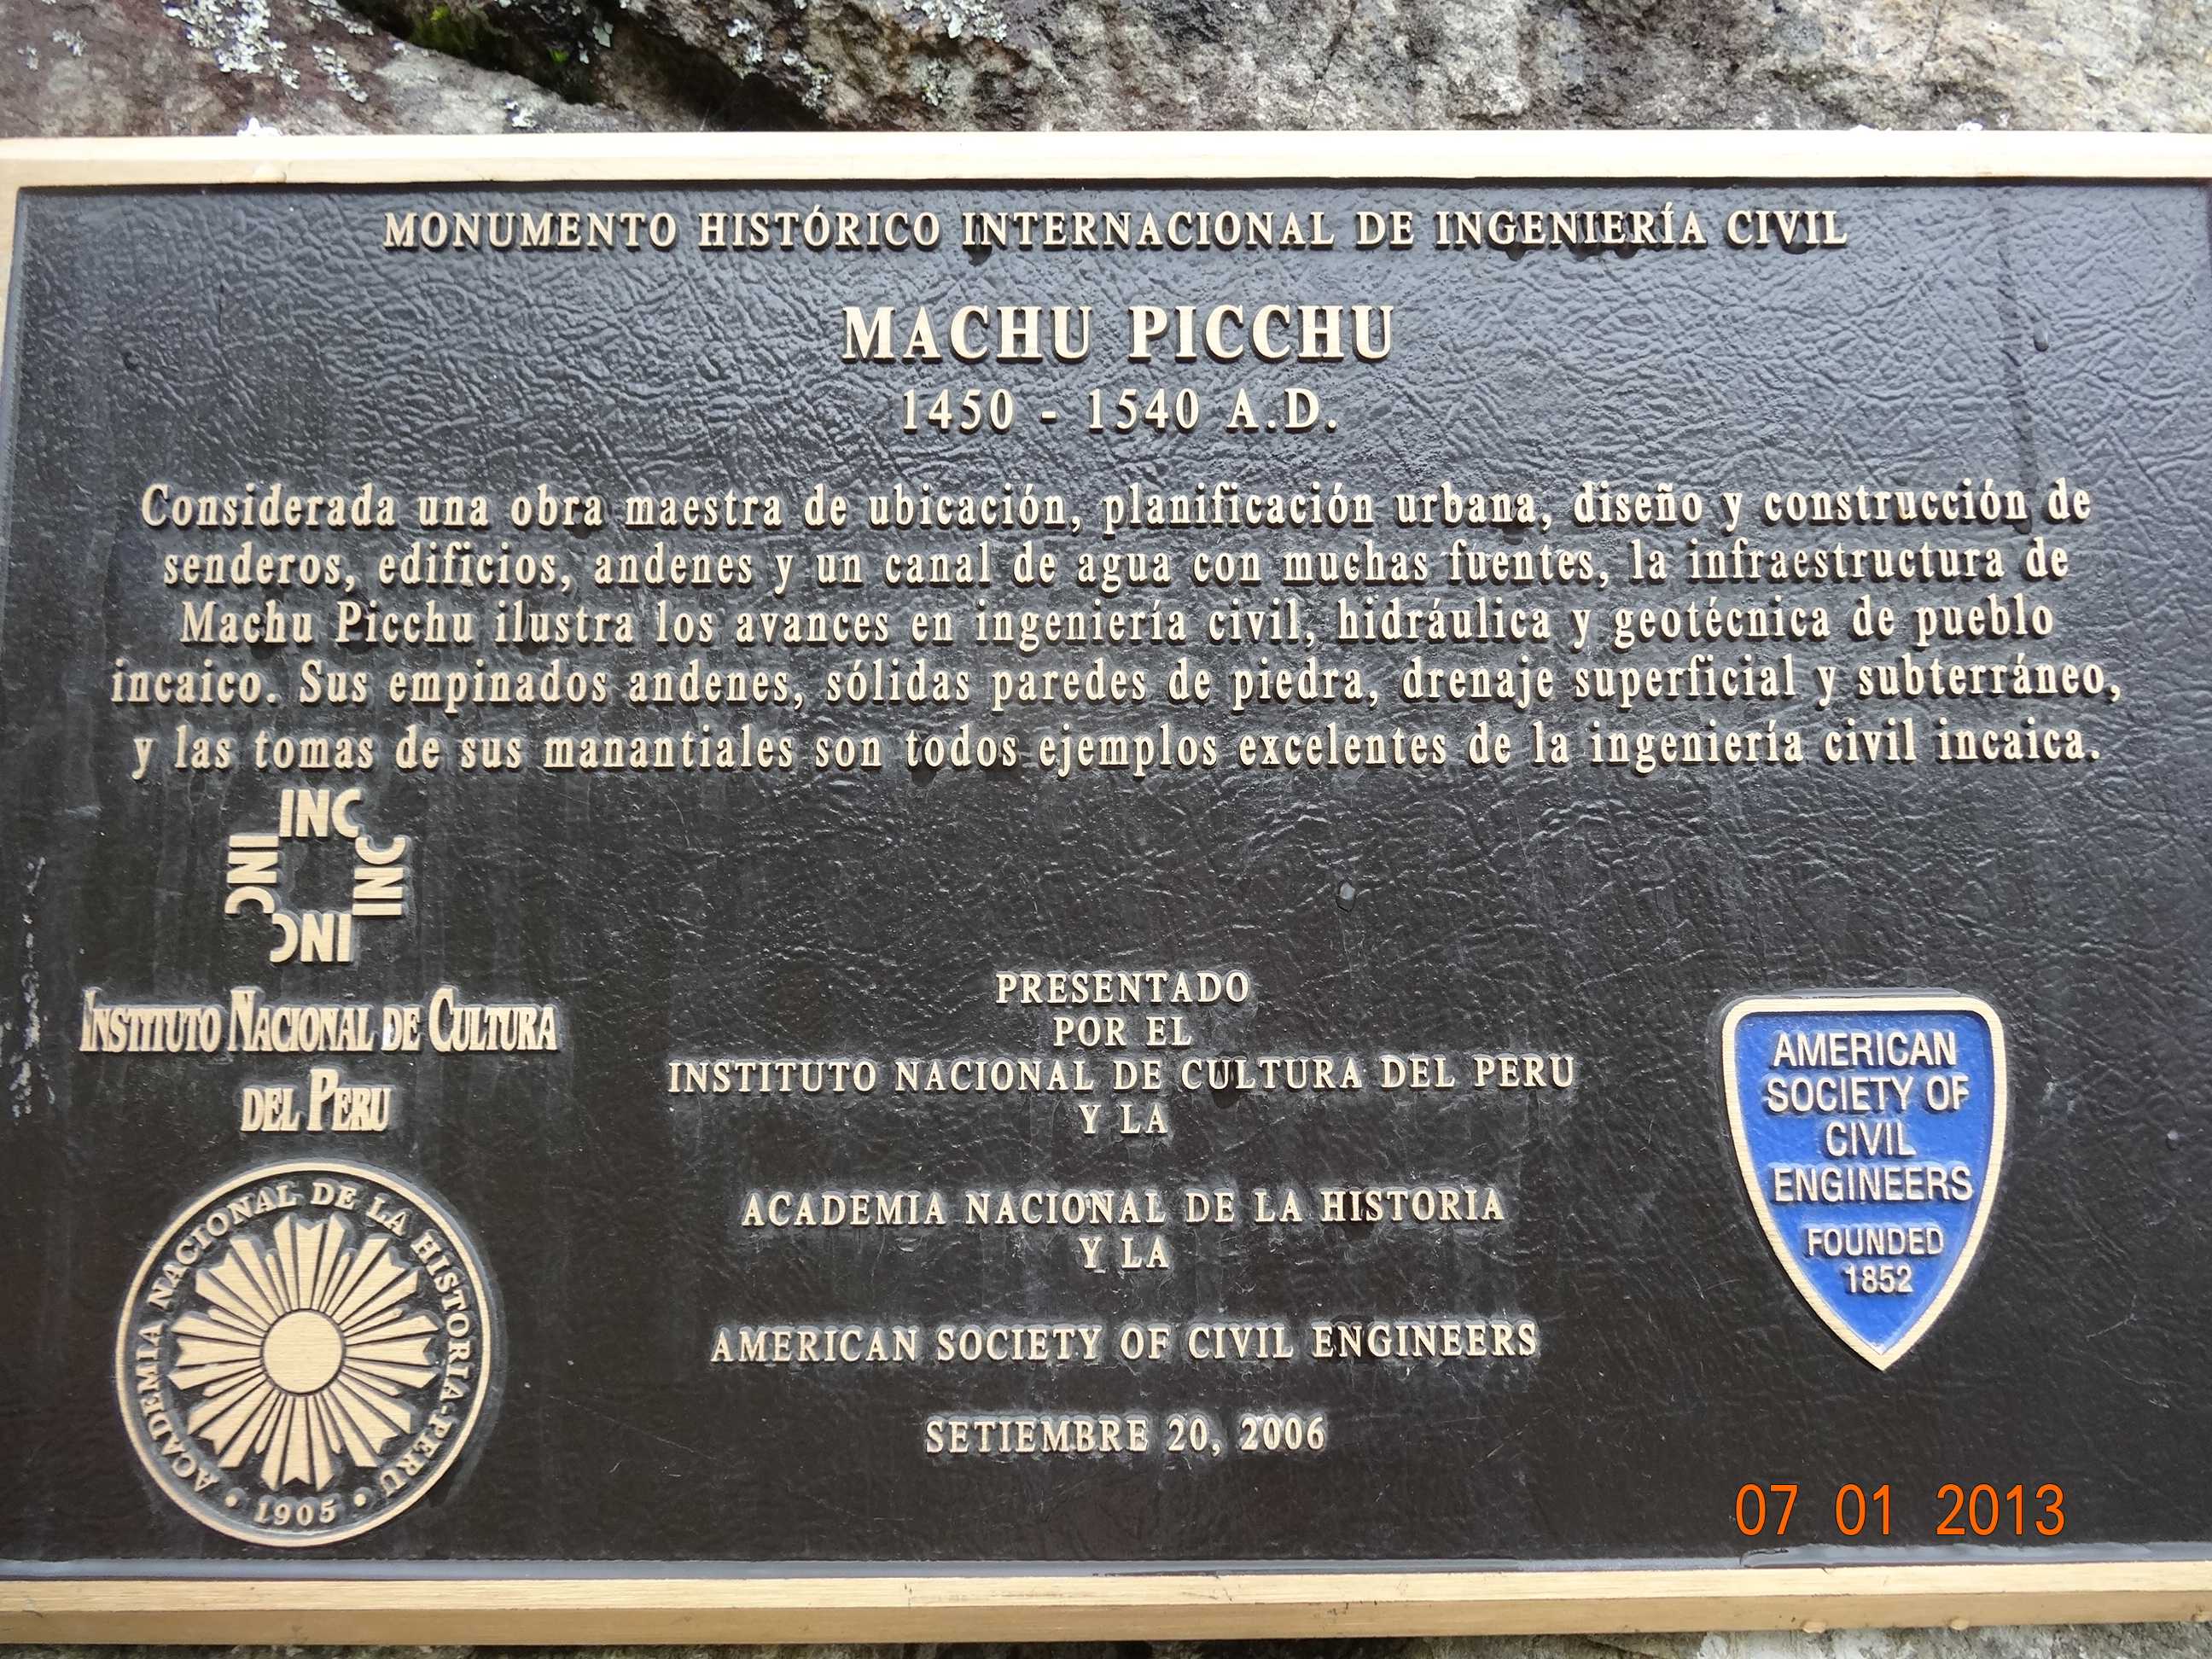 MONUMENTO HISTÓRICO INTERNACIONAL DE INGENIERÍA CIVIL
MACHU PICCHU
1450 - 1540 A.D.
Considerada una obra maestra de ubicación, planificación urbana, diseño y construcción de
senderos, edificios, andenes y un canal de agua con muchas fuentes, la infraestructura de
Machu Picchu ilustra los avances en ingeniería civil, hidráulica y geotécnica de pueblo
incaico. Sus empinados andenes, sólidas paredes de piedra, drenaje superficial y subterráneo,
y las tomas de sus manantiales son todos ejemplos excelentes de la ingeniería civil incaica.
INC
INC
INC
INC
INSTITUTO NACIONAL DE CULTURA
DEL PERU
ACADEMIA NACIONAL DE LA HISTORIA-PERU
• 1905 •
PRESENTADO
POR EL
INSTITUTO NACIONAL DE CULTURA DEL PERU
Y LA
ACADEMIA NACIONAL DE LA HISTORIA
Y LA
AMERICAN SOCIETY OF CIVIL ENGINEERS
SETIEMBRE 20, 2006
AMERICAN
SOCIETY OF
CIVIL
ENGINEERS
FOUNDED
1852
07 01 2013